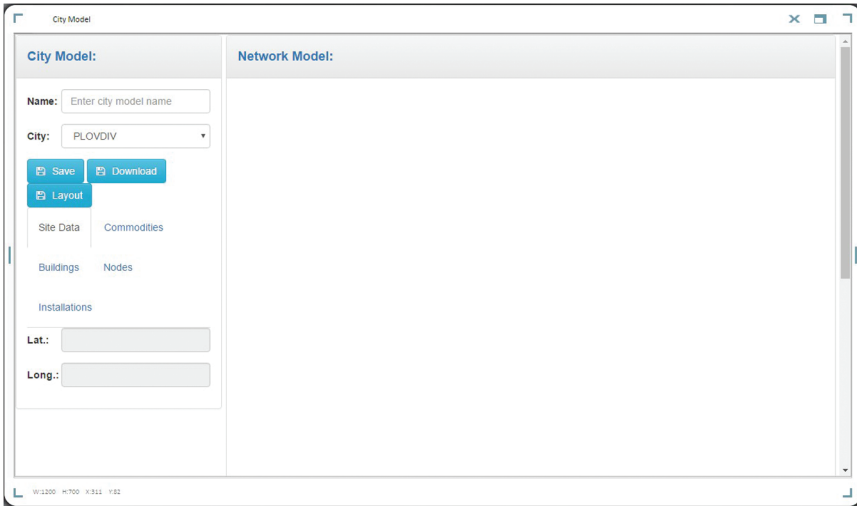 City Model
City Model:
Network Model:
Name: Enter city model name
City: PLOVDIV
Save Download
Layout
Site Data Commodities
Buildings Nodes
Installations
Lat.:
Long.:
W:1200 H:700 X:311 Y:82